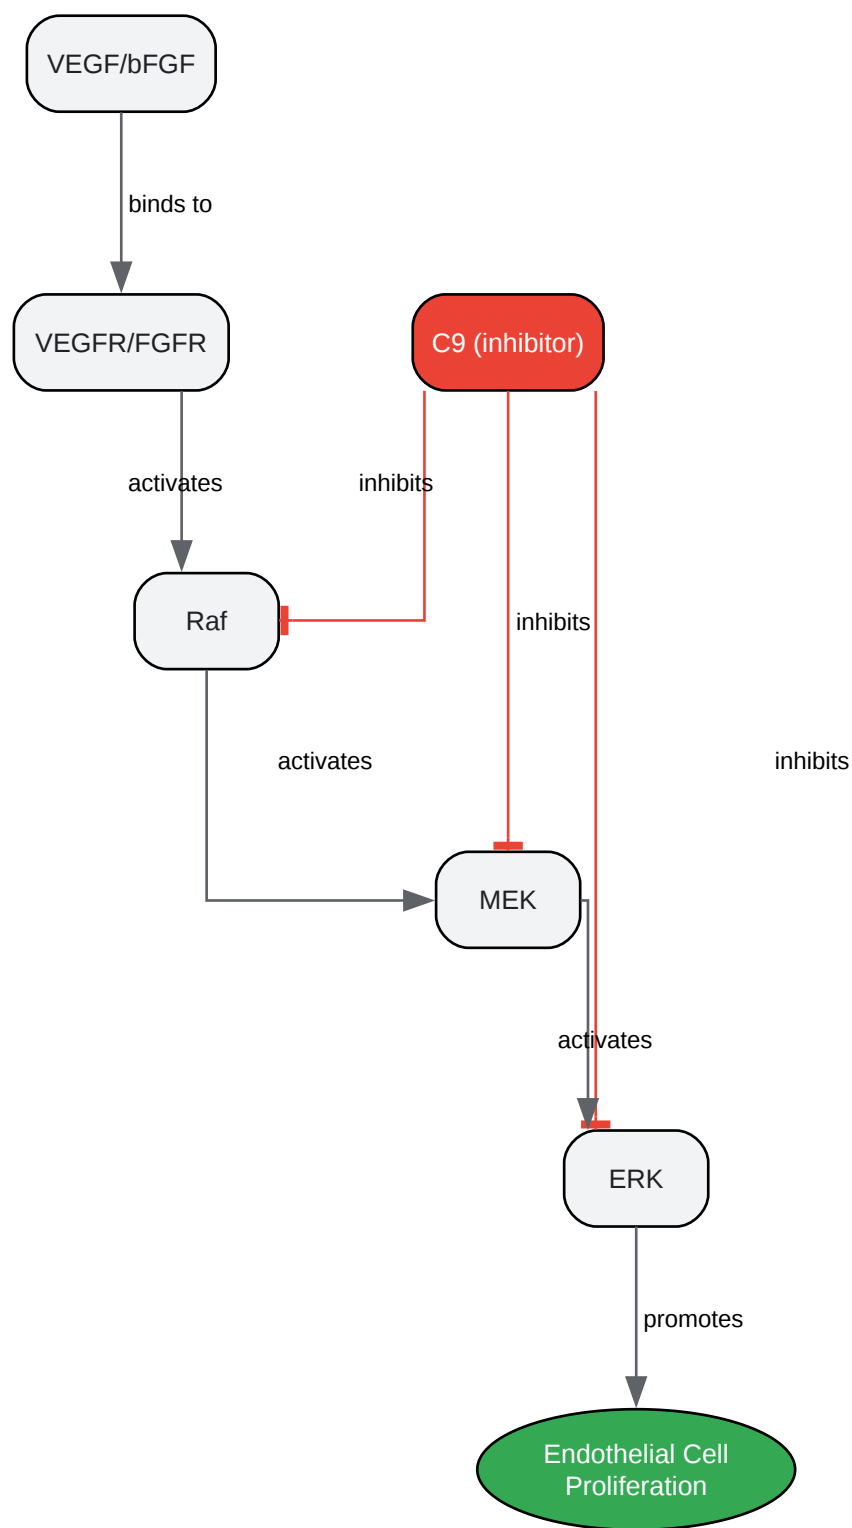 VEGF/bFGF
binds to
VEGFR/FGFR
C9 (inhibitor)
activates
inhibits
Raf
inhibits
activates
inhibits
MEK
activates
ERK
promotes
Endothelial Cell
Proliferation